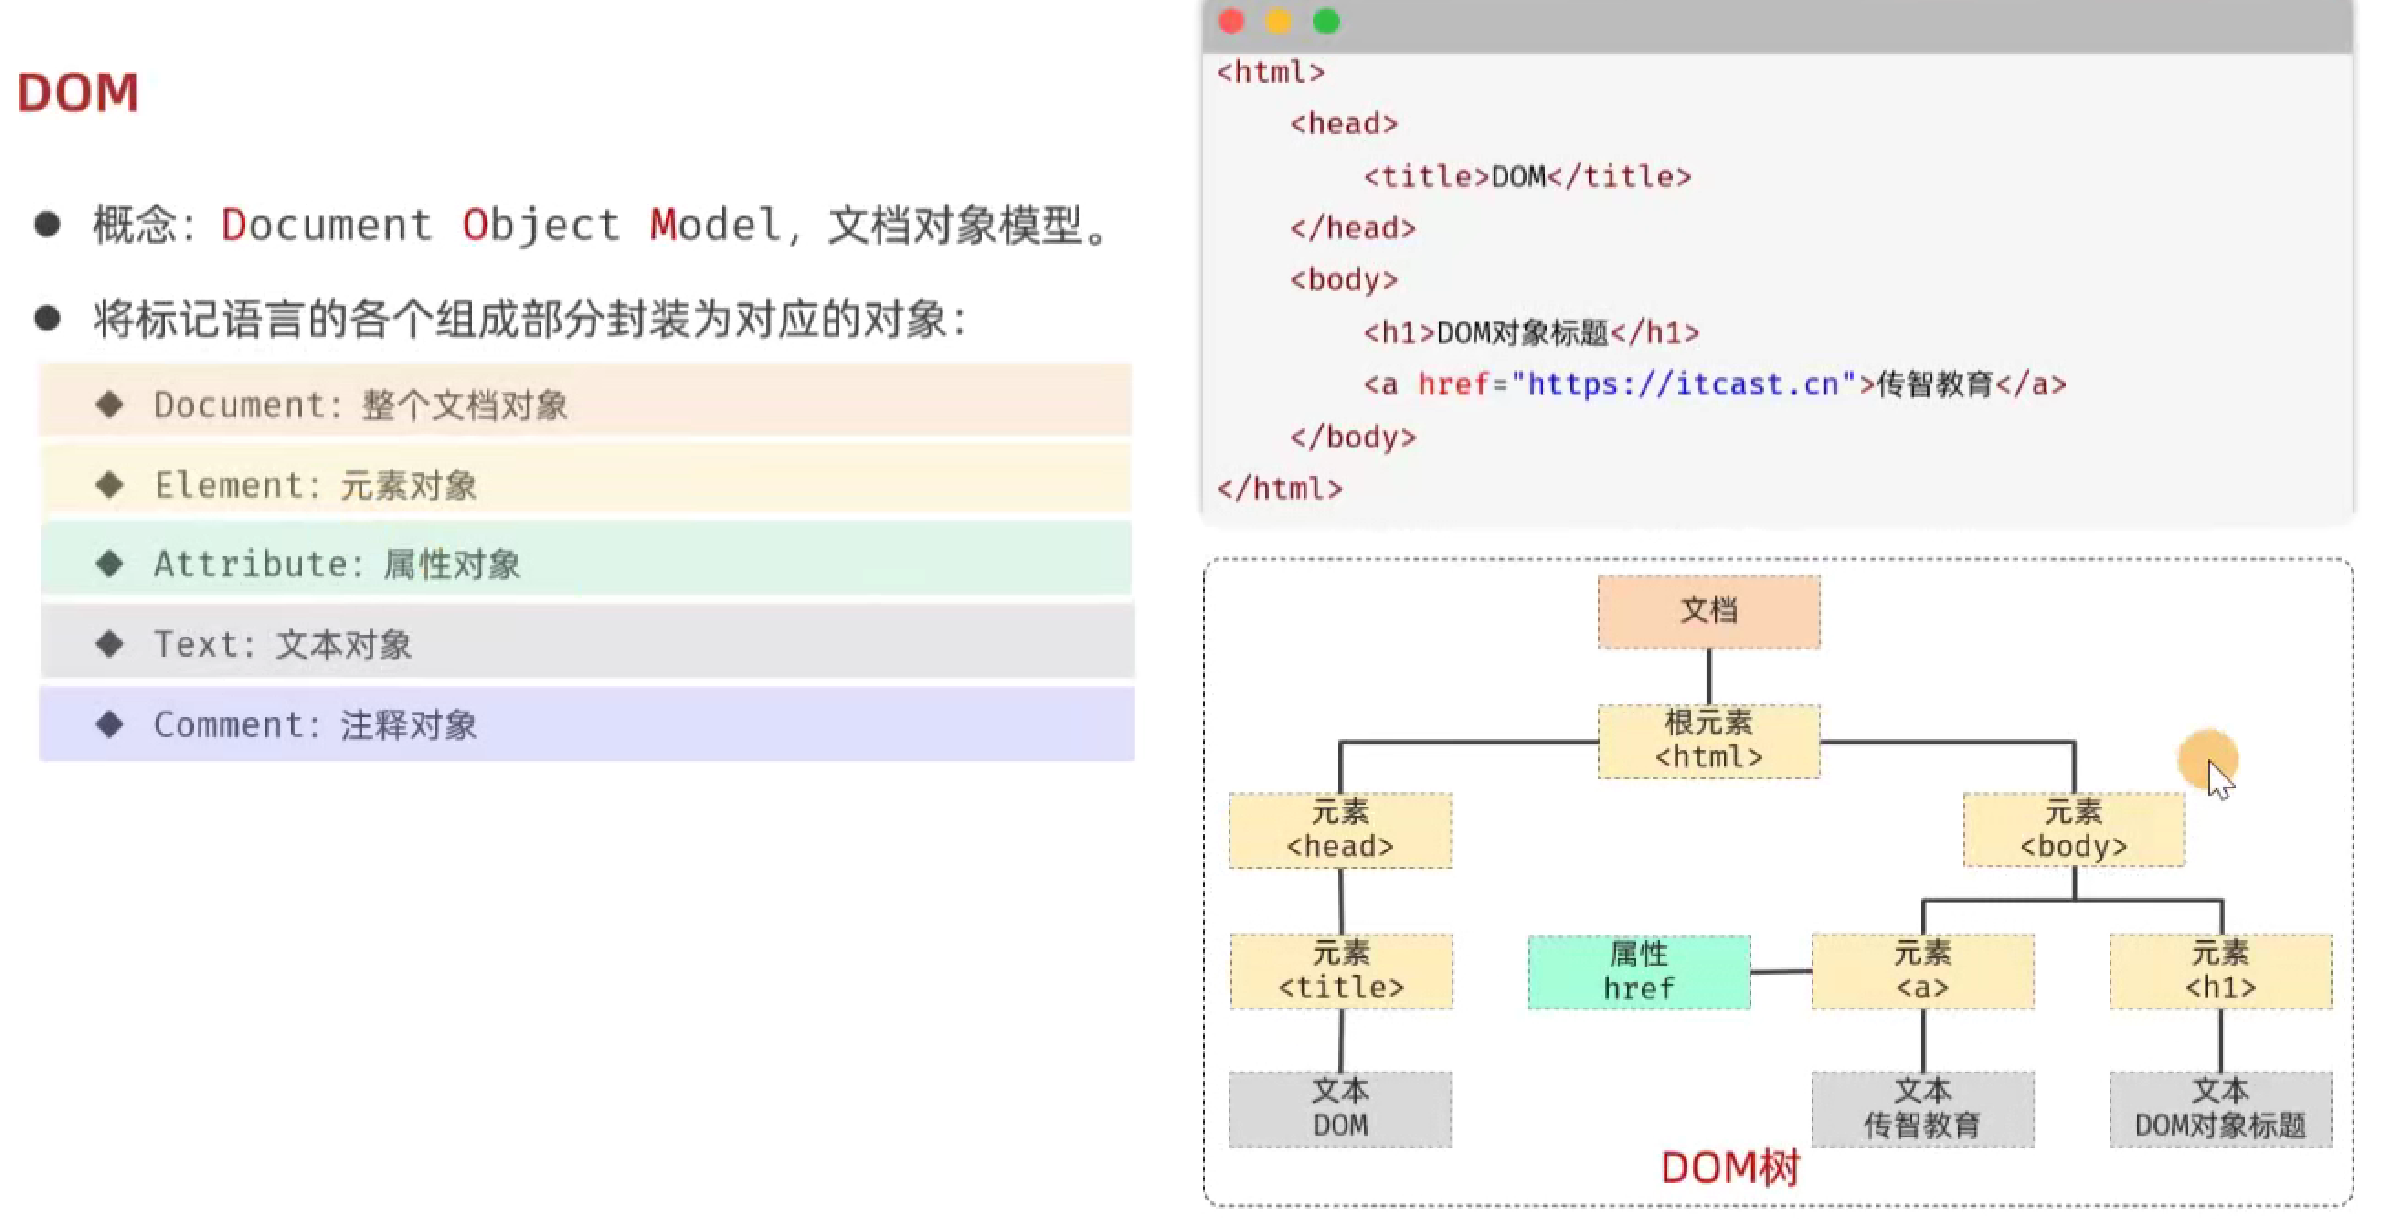 DOM
概念：Document Object Model，文档对象模型。
将标记语言的各个组成部分封装为对应的对象：
Document：整个文档对象
Element：元素对象
Attribute：属性对象
Text：文本对象
Comment：注释对象
<html>
<head>
<title>DOM</title>
</head>
<body>
<h1>DOM对象标题</h1>
<a href="https://itcast.cn">传智教育</a>
</body>
</html>
文档
根元素
<html>
元素
<head>
元素
<body>
元素
<title>
属性
href
元素
<a>
元素
<h1>
文本
DOM
文本
传智教育
文本
DOM对象标题
DOM树